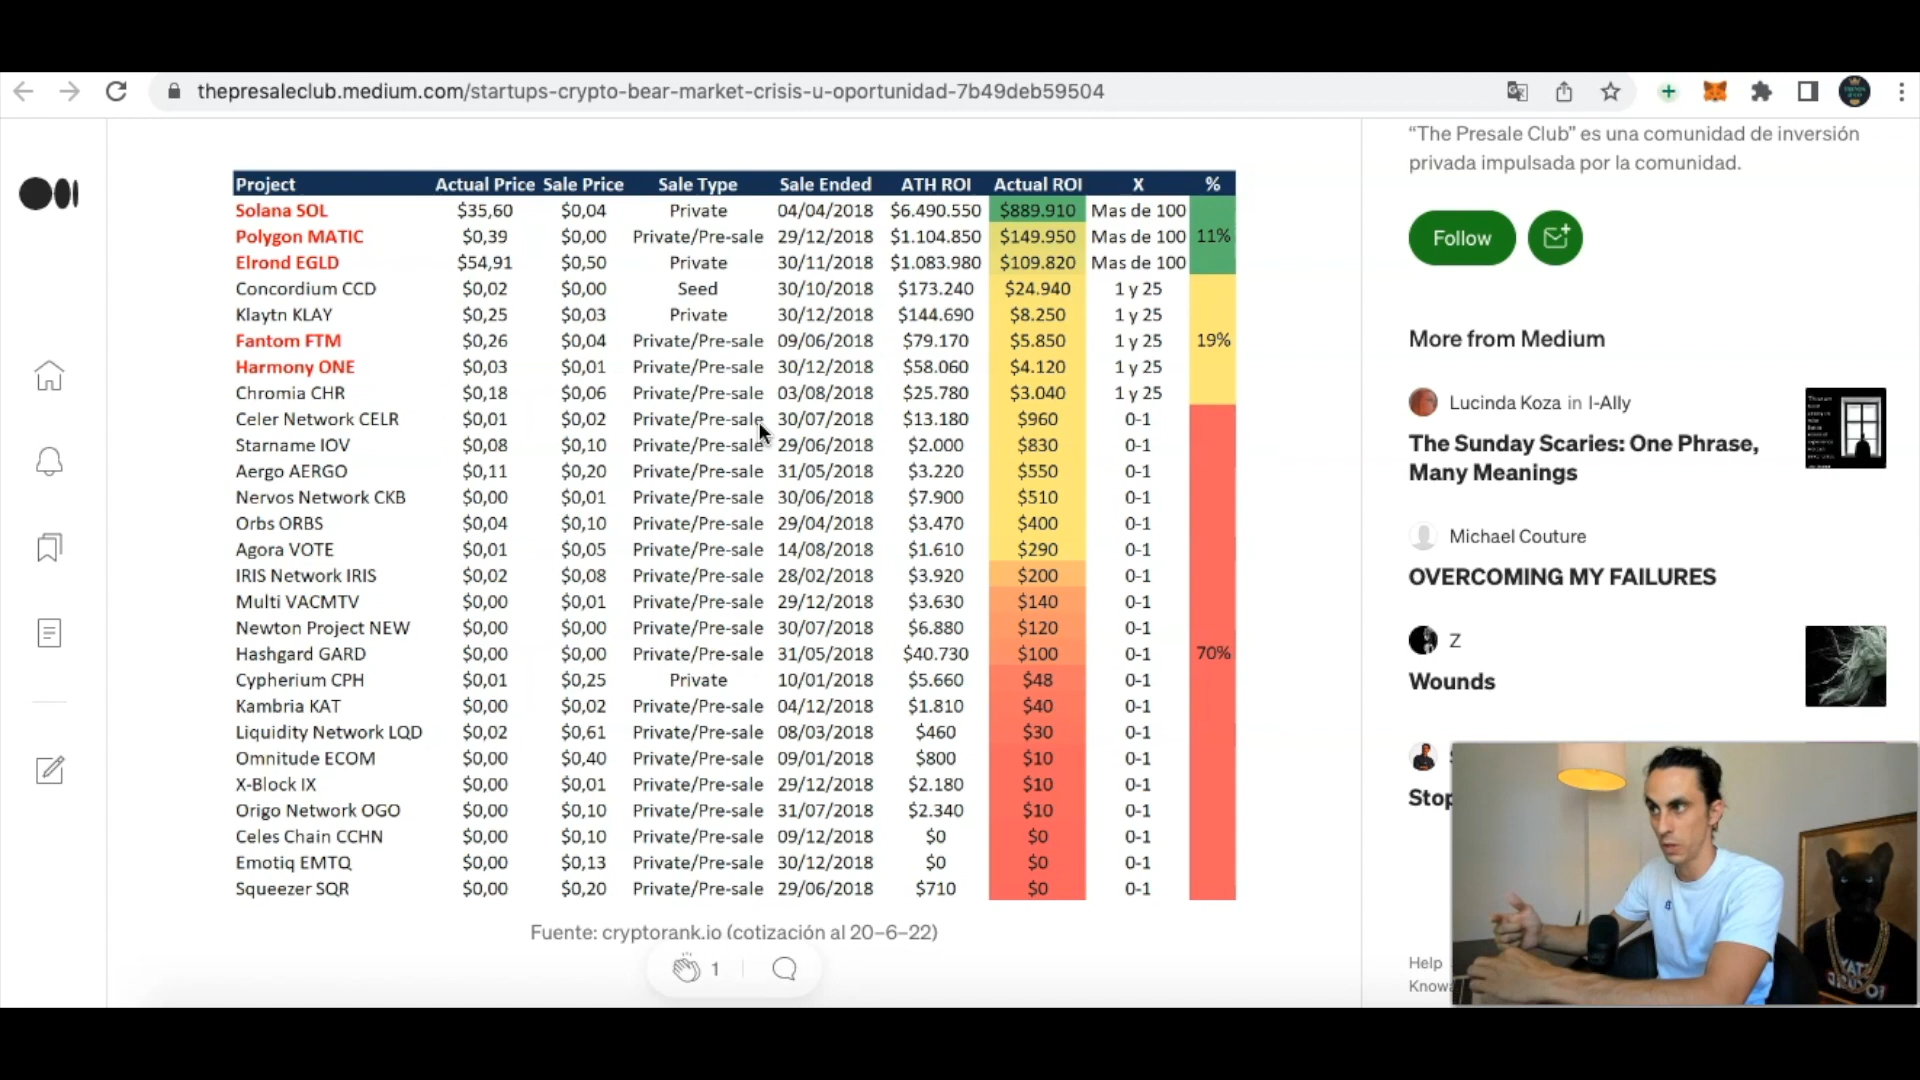 thepresaleclub.medium.com/startups-crypto-bear-market-crisis-u-oportunidad-7b49deb59504
"The Presale Club" es una comunidad de inversión
privada impulsada por la comunidad.
Follow
Project Actual Price Sale Price Sale Type Sale Ended ATH ROI Actual ROI X %
Solana SOL $35,60 $0,04 Private 04/04/2018 $6.490.550 $889.910 Mas de 100
Polygon MATIC $0,39 $0,00 Private/Pre-sale 29/12/2018 $1.104.850 $149.950 Mas de 100 11%
Elrond EGLD $54,91 $0,50 Private 30/11/2018 $1.083.980 $109.820 Mas de 100
Concordium CCD $0,02 $0,00 Seed 30/10/2018 $173.240 $24.940 1 y 25
Klaytn KLAY $0,25 $0,03 Private 30/12/2018 $144.690 $8.250 1 y 25
Fantom FTM $0,26 $0,04 Private/Pre-sale 09/06/2018 $79.170 $5.850 1 y 25 19%
Harmony ONE $0,03 $0,01 Private/Pre-sale 30/12/2018 $58.060 $4.120 1 y 25
Chromia CHR $0,18 $0,06 Private/Pre-sale 03/08/2018 $25.780 $3.040 1 y 25
Celer Network CELR $0,01 $0,02 Private/Pre-sale 30/07/2018 $13.180 $960 0-1
Starname IOV $0,08 $0,10 Private/Pre-sale 29/06/2018 $2.000 $830 0-1
Aergo AERGO $0,11 $0,20 Private/Pre-sale 31/05/2018 $3.220 $550 0-1
Nervos Network CKB $0,00 $0,01 Private/Pre-sale 30/06/2018 $7.900 $510 0-1
Orbs ORBS $0,04 $0,10 Private/Pre-sale 29/04/2018 $3.470 $400 0-1
Agora VOTE $0,01 $0,05 Private/Pre-sale 14/08/2018 $1.610 $290 0-1
IRIS Network IRIS $0,02 $0,08 Private/Pre-sale 28/02/2018 $3.920 $200 0-1
Multi VACMTV $0,00 $0,01 Private/Pre-sale 29/12/2018 $3.630 $140 0-1
Newton Project NEW $0,00 $0,00 Private/Pre-sale 30/07/2018 $6.880 $120 0-1
Hashgard GARD $0,00 $0,00 Private/Pre-sale 31/05/2018 $40.730 $100 0-1 70%
Cypherium CPH $0,01 $0,25 Private 10/01/2018 $5.660 $48 0-1
Kambria KAT $0,00 $0,02 Private/Pre-sale 04/12/2018 $1.810 $40 0-1
Liquidity Network LQD $0,02 $0,61 Private/Pre-sale 08/03/2018 $460 $30 0-1
Omnitude ECOM $0,00 $0,40 Private/Pre-sale 09/01/2018 $800 $10 0-1
X-Block IX $0,00 $0,01 Private/Pre-sale 29/12/2018 $2.180 $10 0-1
Origo Network OGO $0,00 $0,10 Private/Pre-sale 31/07/2018 $2.340 $10 0-1
Celes Chain CCHN $0,00 $0,10 Private/Pre-sale 09/12/2018 $0 $0 0-1
Emotiq EMTQ $0,00 $0,13 Private/Pre-sale 30/12/2018 $0 $0 0-1
Squeezer SQR $0,00 $0,20 Private/Pre-sale 29/06/2018 $710 $0 0-1
Fuente: cryptorank.io (cotización al 20–6–22)
1
More from Medium
Lucinda Koza in I-Ally
The Sunday Scaries: One Phrase,
Many Meanings
Michael Couture
OVERCOMING MY FAILURES
Z
Wounds
Stop
Help